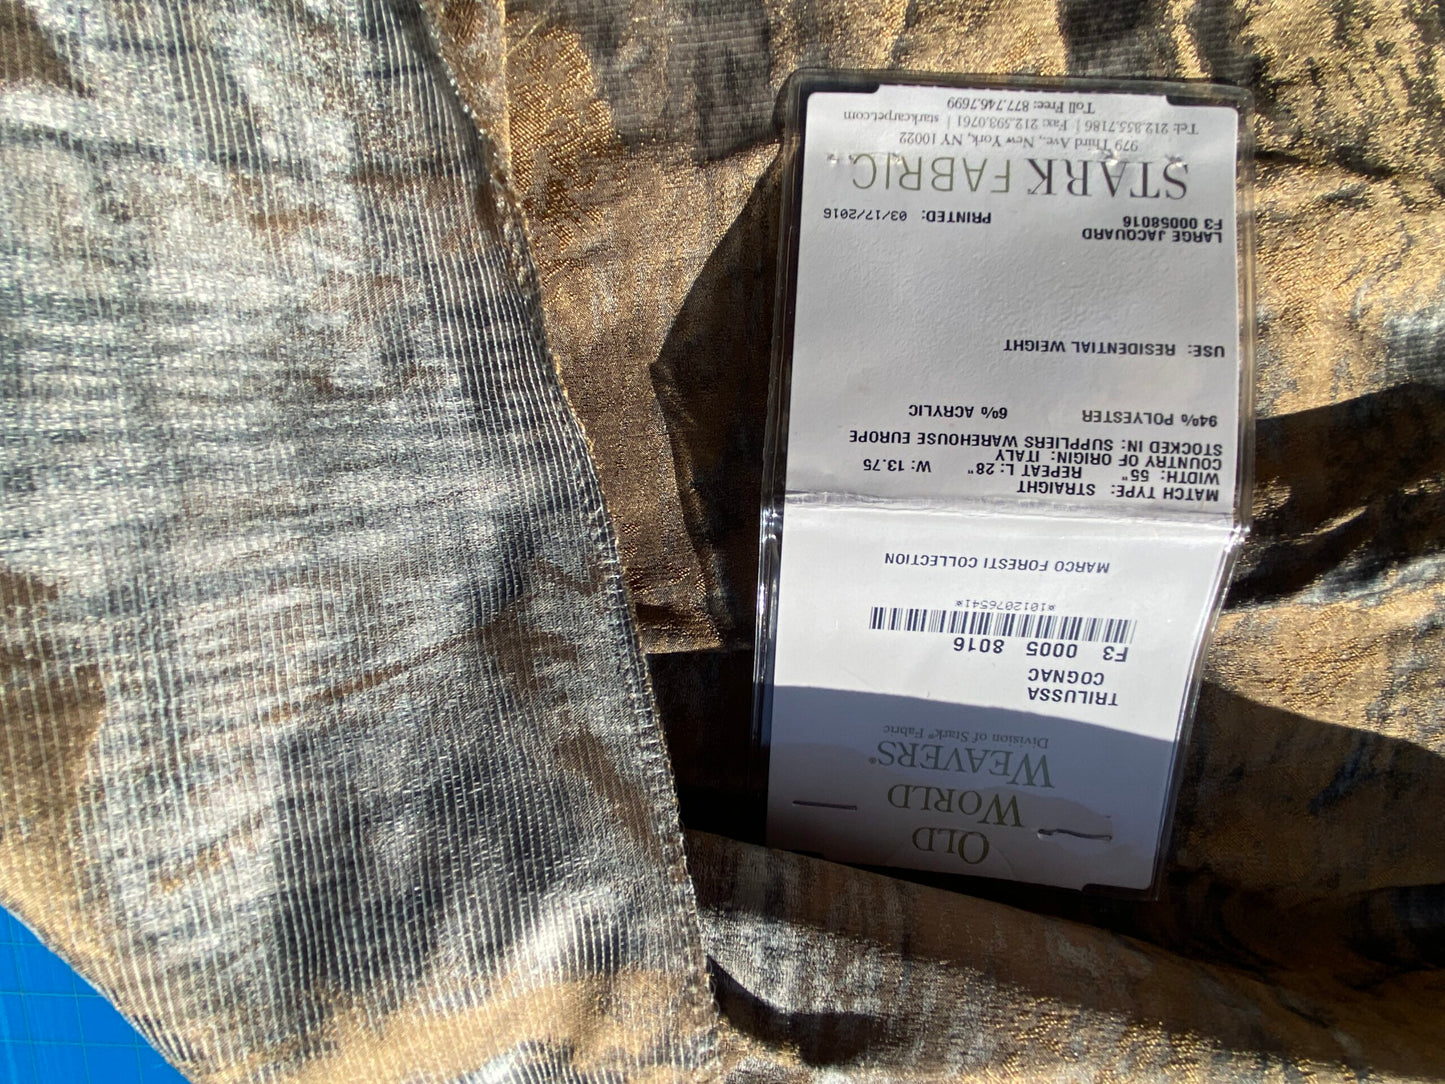 OLD
WORLD
WEAVERS®
Division of Stark® Fabric
TRILUSSA
COGNAC
F3 0005 8016
*1012076541*
MARCO FORESTI COLLECTION
MATCH TYPE: STRAIGHT
WIDTH: 55" REPEAT L: 28" W: 13.75
COUNTRY OF ORIGIN: ITALY
STOCKED IN: SUPPLIERS WAREHOUSE EUROPE
94% POLYESTER 6% ACRYLIC
USE: RESIDENTIAL WEIGHT
LARGE JACQUARD
F3 00058016 PRINTED: 03/17/2016
STARK FABRIC
979 Third Ave., New York, NY 10022
Tel: 212.355.7186 | Fax: 212.593.0761 | starkcarpet.com
Toll Free: 877.746.7699